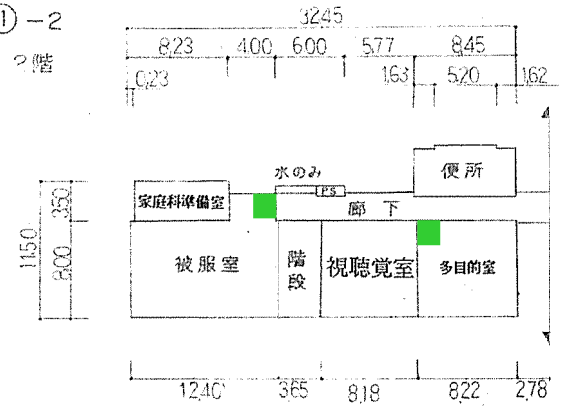 ① -2
32.45
2階
8.23 4.00 6.00 5.77 8.45
0.23 1.63 5.20 1.62
水のみ
PS
便所
家庭科準備室
廊下
11.50
3.50
8.00
被服室
階段
視聴覚室
多目的室
12.40 3.65 8.18 8.22 2.78